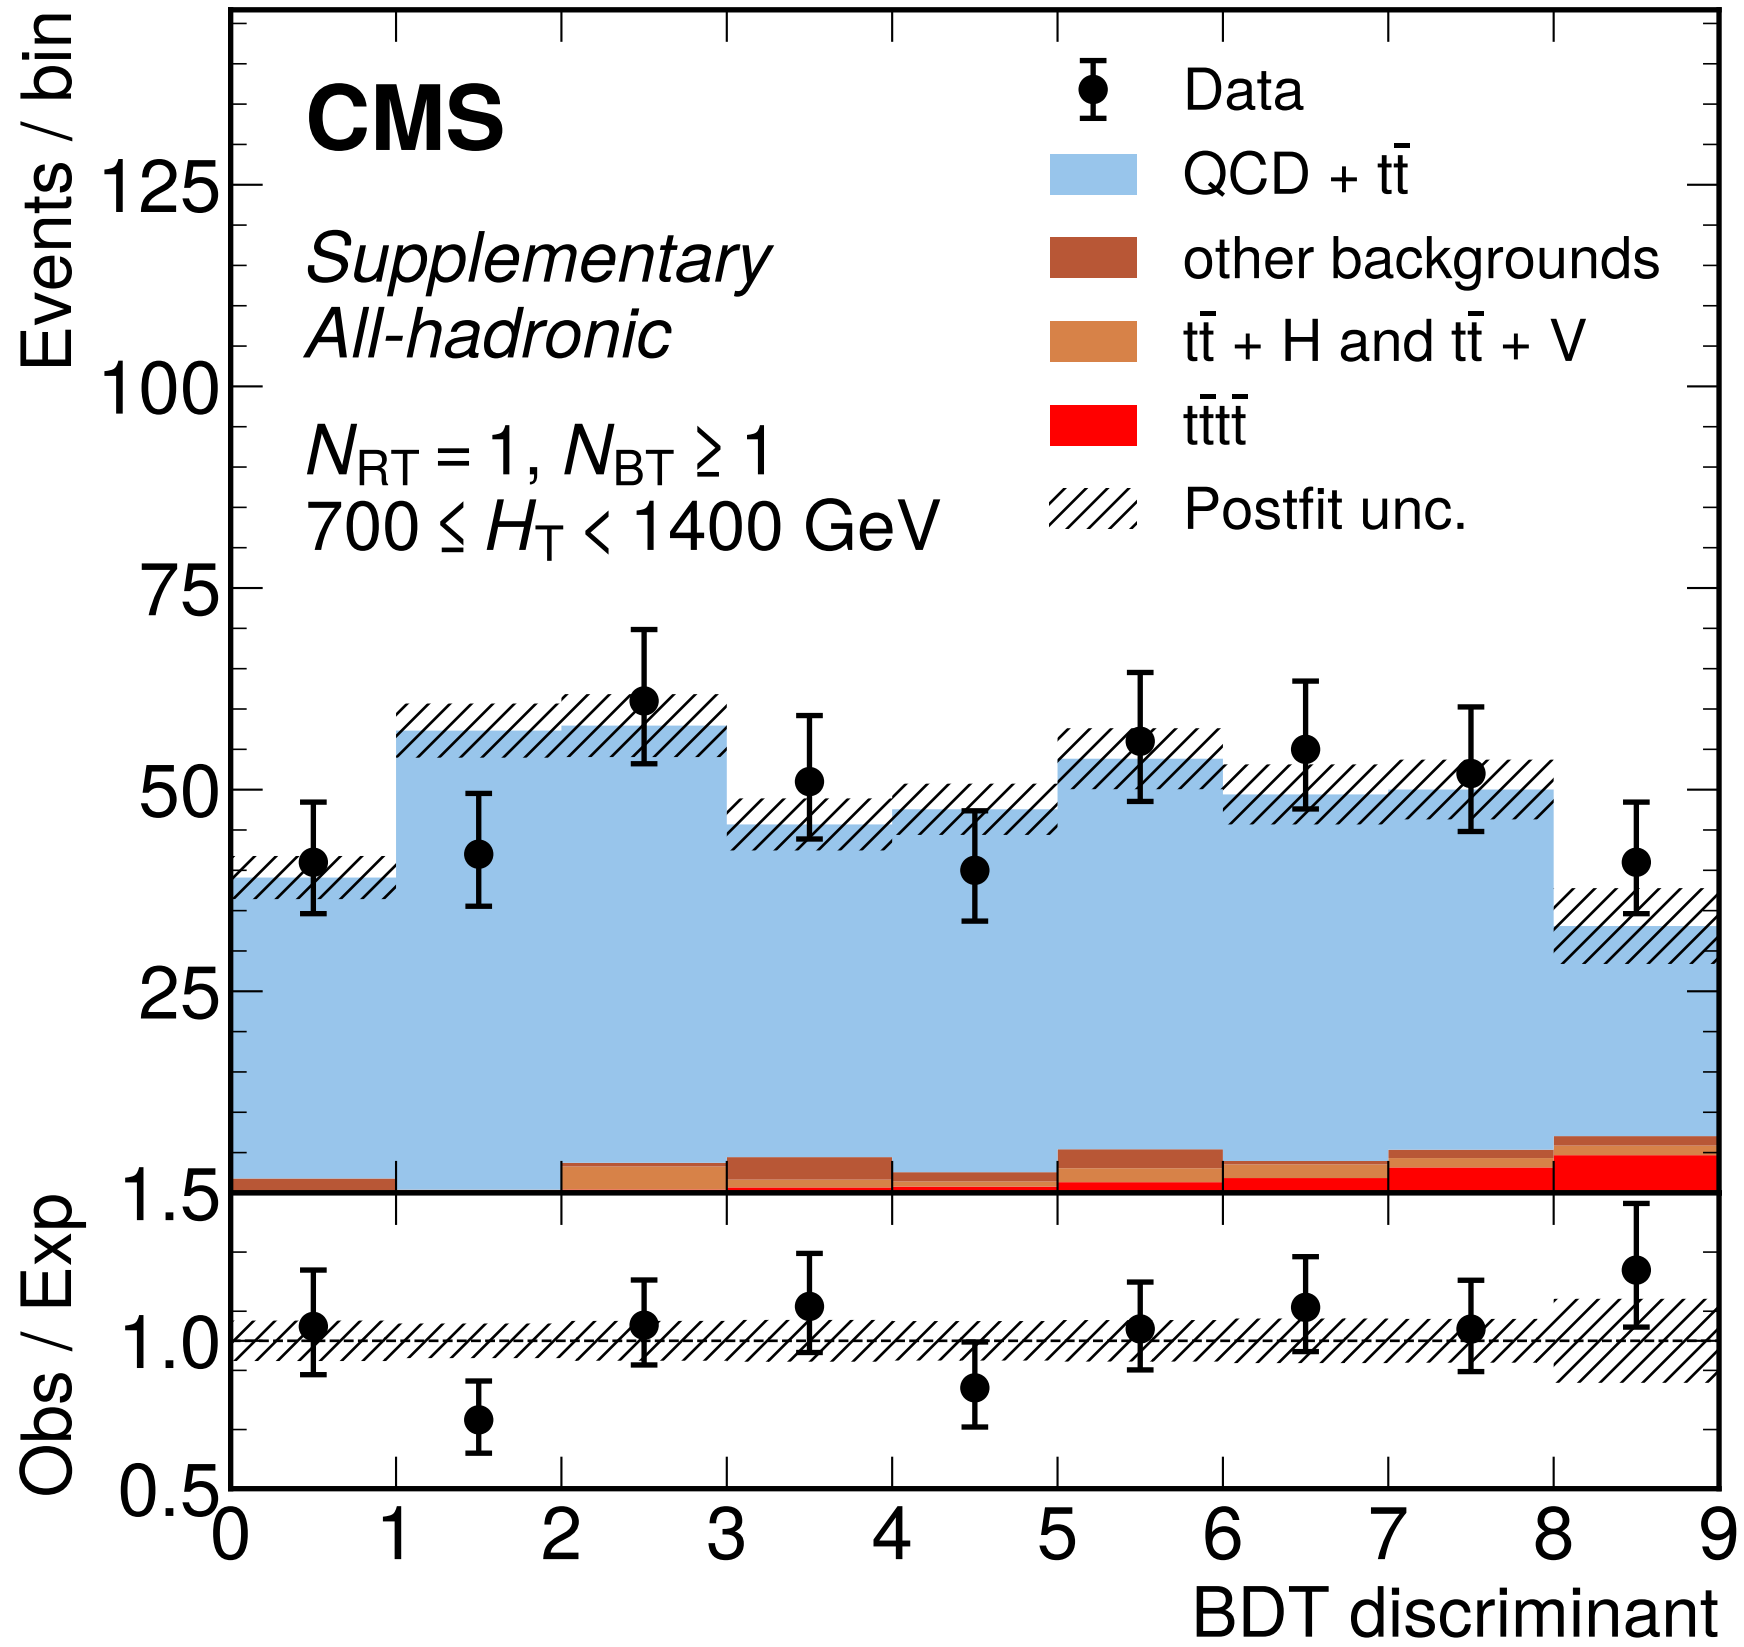 Events / bin
125
100
75
50
25
CMS
Supplementary
All-hadronic
N_RT = 1, N_BT ≥ 1
700 ≤ H_T < 1400 GeV
Data
QCD + tt̄
other backgrounds
tt̄ + H and tt̄ + V
tt̄tt̄
Postfit unc.
Obs / Exp
1.5
1.0
0.5
0 1 2 3 4 5 6 7 8 9
BDT discriminant